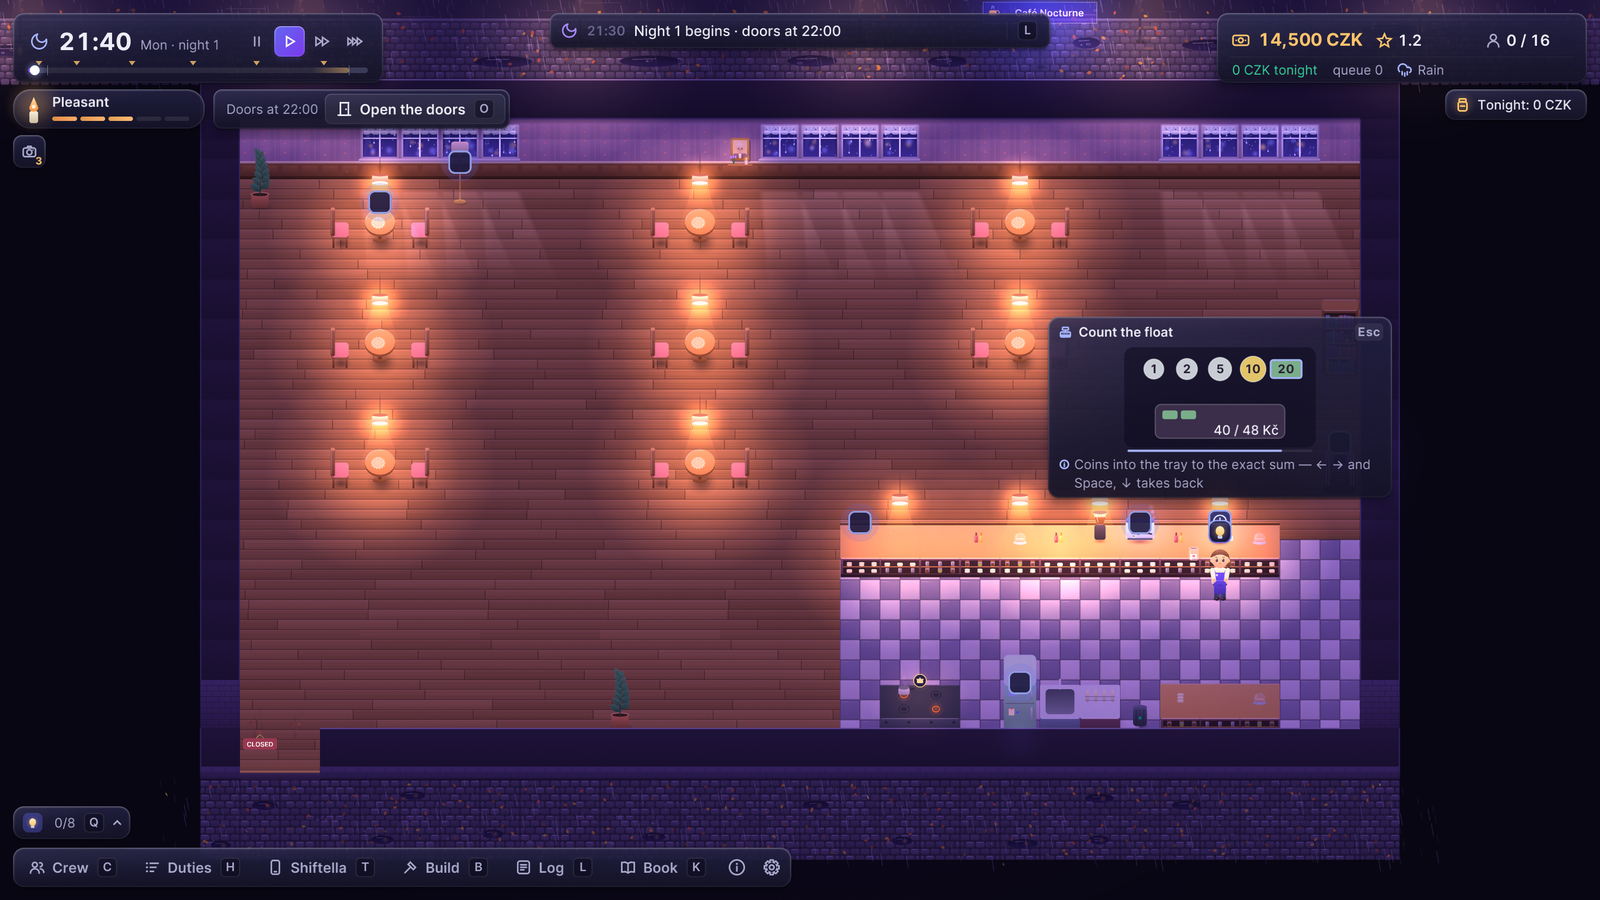 Café Nocturne
21:40 Mon · night 1
21:30 Night 1 begins · doors at 22:00 L
14,500 CZK 1.2 0 / 16
0 CZK tonight queue 0 Rain
Pleasant
Doors at 22:00 Open the doors O
Tonight: 0 CZK
3
Count the float Esc
1 2 5 10 20
40 / 48 Kč
Coins into the tray to the exact sum — ← → and
Space, ↓ takes back
CLOSED
0/8 Q
Crew C Duties H Shiftella T Build B Log L Book K